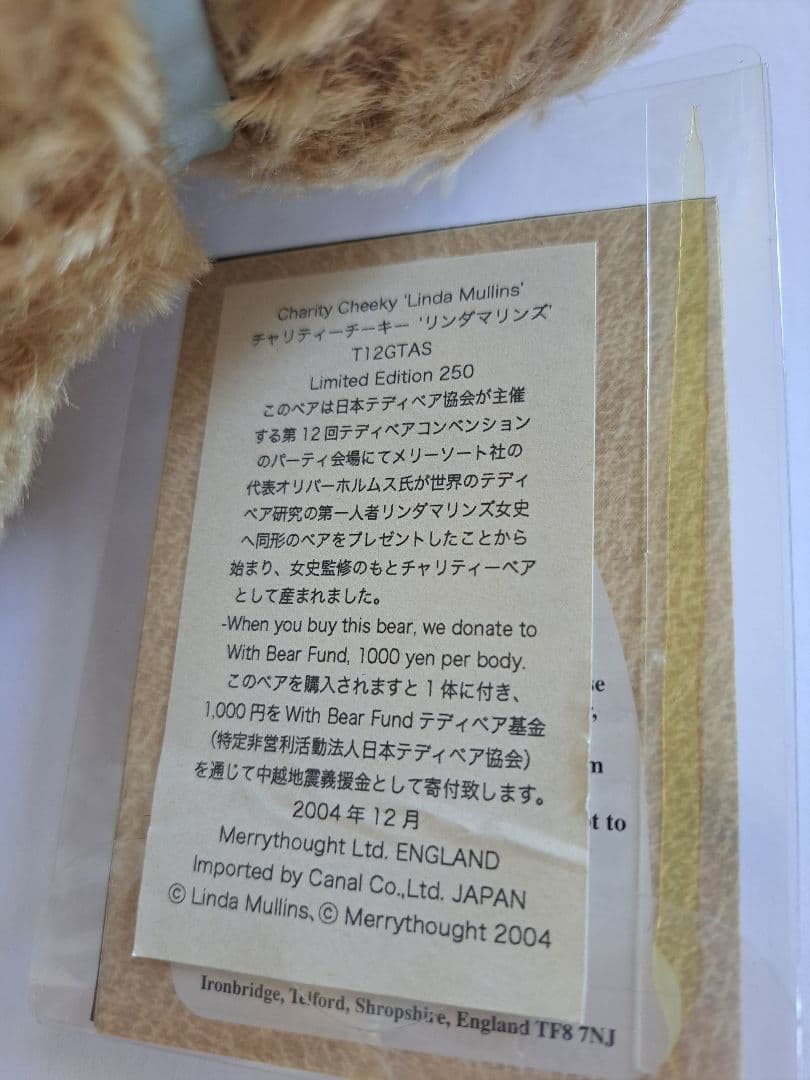 Charity Cheeky 'Linda Mullins'
チャリティーチーキー 'リンダマリンズ'
T12GTAS
Limited Edition 250
このベアは日本テディベア協会が主催
する第12回テディベアコンベンション
のパーティ会場にてメリーソート社の
代表オリバーホルムス氏が世界のテディ
ベア研究の第一人者リンダマリンズ女史
へ同形のベアをプレゼントしたことから
始まり、女史監修のもとチャリティーベア
として産まれました。
-When you buy this bear, we donate to
With Bear Fund, 1000 yen per body.
このベアを購入されますと1体に付き、
1,000円をWith Bear Fund テディベア基金
（特定非営利活動法人日本テディベア協会）
を通じて中越地震義援金として寄付致します。
2004年12月
Merrythought Ltd. ENGLAND
Imported by Canal Co.,Ltd. JAPAN
© Linda Mullins、© Merrythought 2004
to
Ironbridge, Telford, Shropshire, England TF8 7NJ